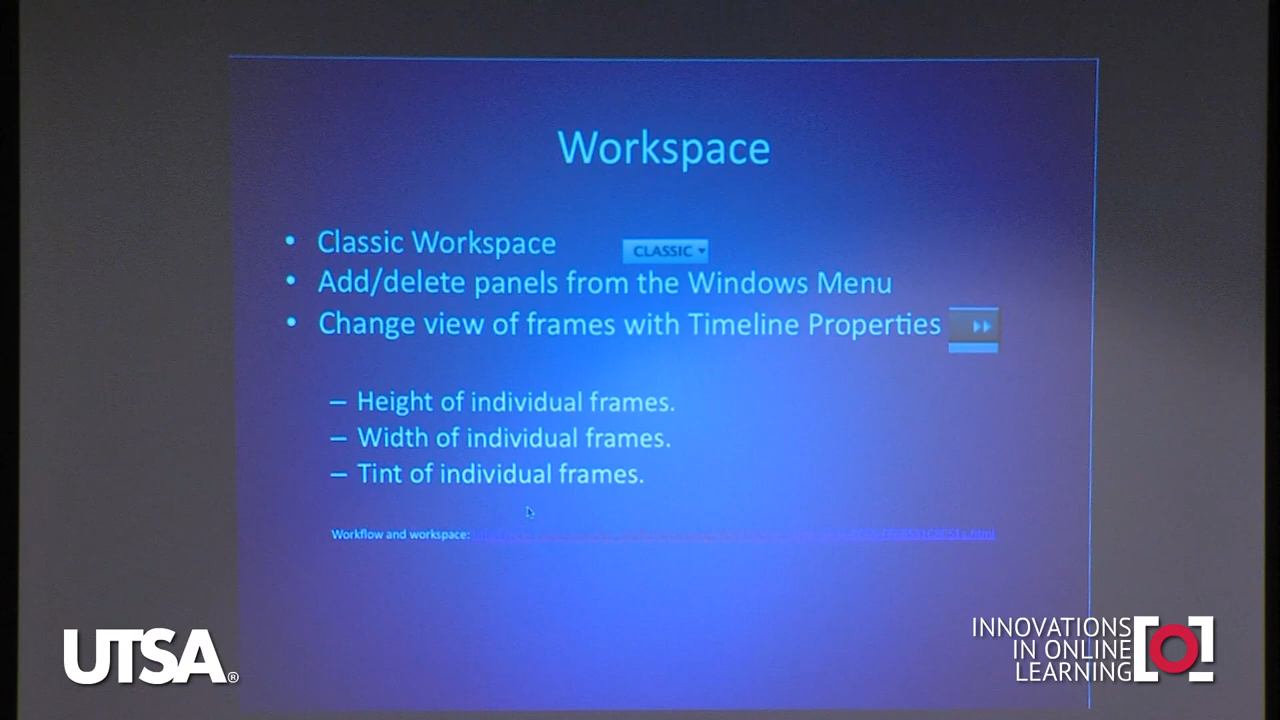 Workspace
• Classic Workspace
CLASSIC
• Add/delete panels from the Windows Menu
• Change view of frames with Timeline Properties
– Height of individual frames.
– Width of individual frames.
– Tint of individual frames.
Workflow and workspace:
UTSA®
INNOVATIONS
IN ONLINE
LEARNING